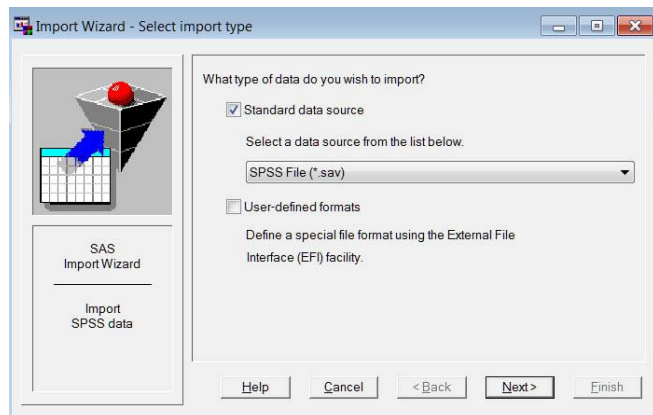 Import Wizard - Select import type
What type of data do you wish to import?
Standard data source
Select a data source from the list below.
SPSS File (*.sav)
User-defined formats
Define a special file format using the External File
Interface (EFI) facility.
SAS
Import Wizard
Import
SPSS data
Help
Cancel
< Back
Next >
Finish